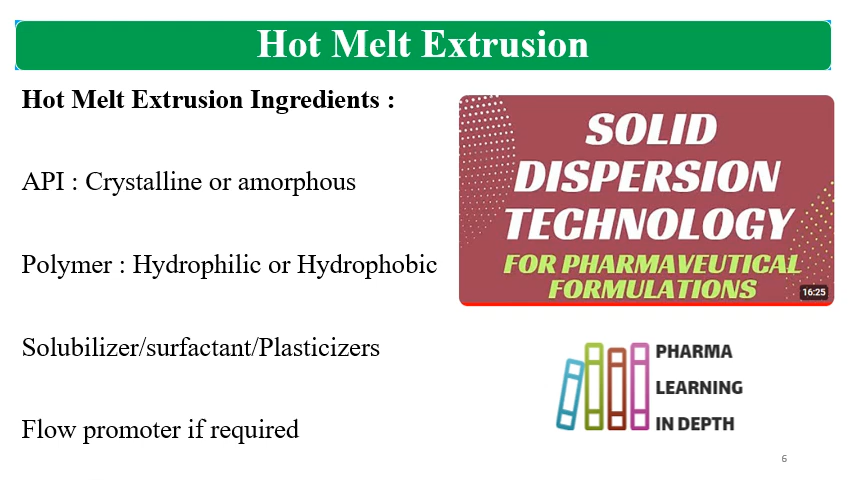 Hot Melt Extrusion
Hot Melt Extrusion Ingredients :
API : Crystalline or amorphous
Polymer : Hydrophilic or Hydrophobic
Solubilizer/surfactant/Plasticizers
Flow promoter if required
SOLID
DISPERSION
TECHNOLOGY
FOR PHARMAVEUTICAL
FORMULATIONS
16:25
PHARMA
LEARNING
IN DEPTH
6